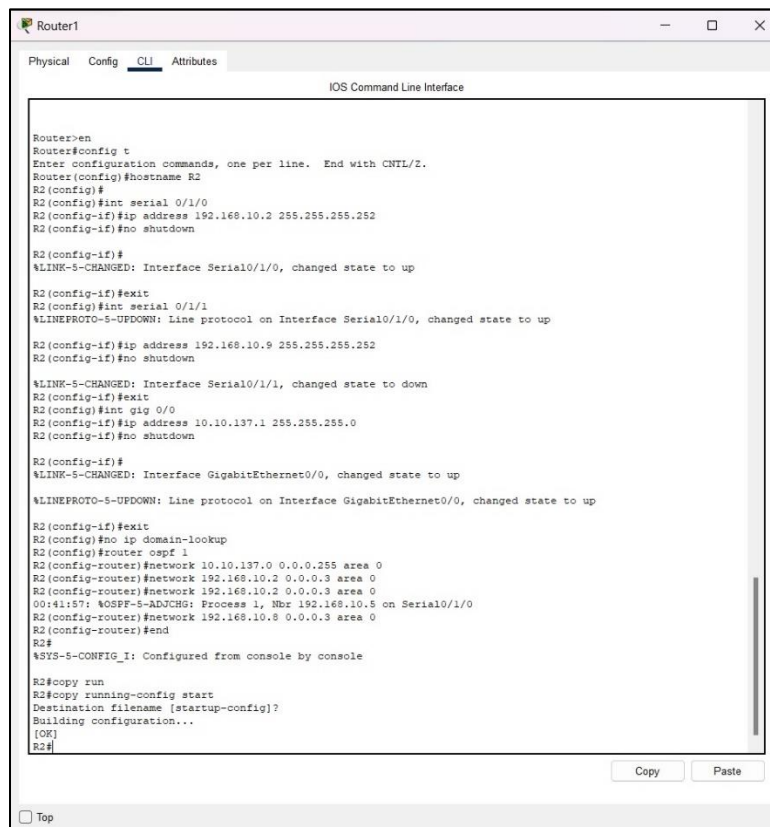 Router1
Physical Config CLI Attributes
IOS Command Line Interface
Router>en
Router#config t
Enter configuration commands, one per line. End with CNTL/Z.
Router(config)#hostname R2
R2(config)#
R2(config)#int serial 0/1/0
R2(config-if)#ip address 192.168.10.2 255.255.255.252
R2(config-if)#no shutdown
R2(config-if)#
%LINK-5-CHANGED: Interface Serial0/1/0, changed state to up
R2(config-if)#exit
R2(config)#int serial 0/1/1
%LINEPROTO-5-UPDOWN: Line protocol on Interface Serial0/1/0, changed state to up
R2(config-if)#ip address 192.168.10.9 255.255.255.252
R2(config-if)#no shutdown
%LINK-5-CHANGED: Interface Serial0/1/1, changed state to down
R2(config-if)#exit
R2(config)#int gig 0/0
R2(config-if)#ip address 10.10.137.1 255.255.255.0
R2(config-if)#no shutdown
R2(config-if)#
%LINK-5-CHANGED: Interface GigabitEthernet0/0, changed state to up
%LINEPROTO-5-UPDOWN: Line protocol on Interface GigabitEthernet0/0, changed state to up
R2(config-if)#exit
R2(config)#no ip domain-lookup
R2(config)#router ospf 1
R2(config-router)#network 10.10.137.0 0.0.0.255 area 0
R2(config-router)#network 192.168.10.2 0.0.0.3 area 0
R2(config-router)#network 192.168.10.2 0.0.0.3 area 0
00:41:57: %OSPF-5-ADJCHG: Process 1, Nbr 192.168.10.5 on Serial0/1/0
R2(config-router)#network 192.168.10.8 0.0.0.3 area 0
R2(config-router)#end
R2#
%SYS-5-CONFIG_I: Configured from console by console
R2#copy run
R2#copy running-config start
Destination filename [startup-config]?
Building configuration...
[OK]
R2#
Copy Paste
Top